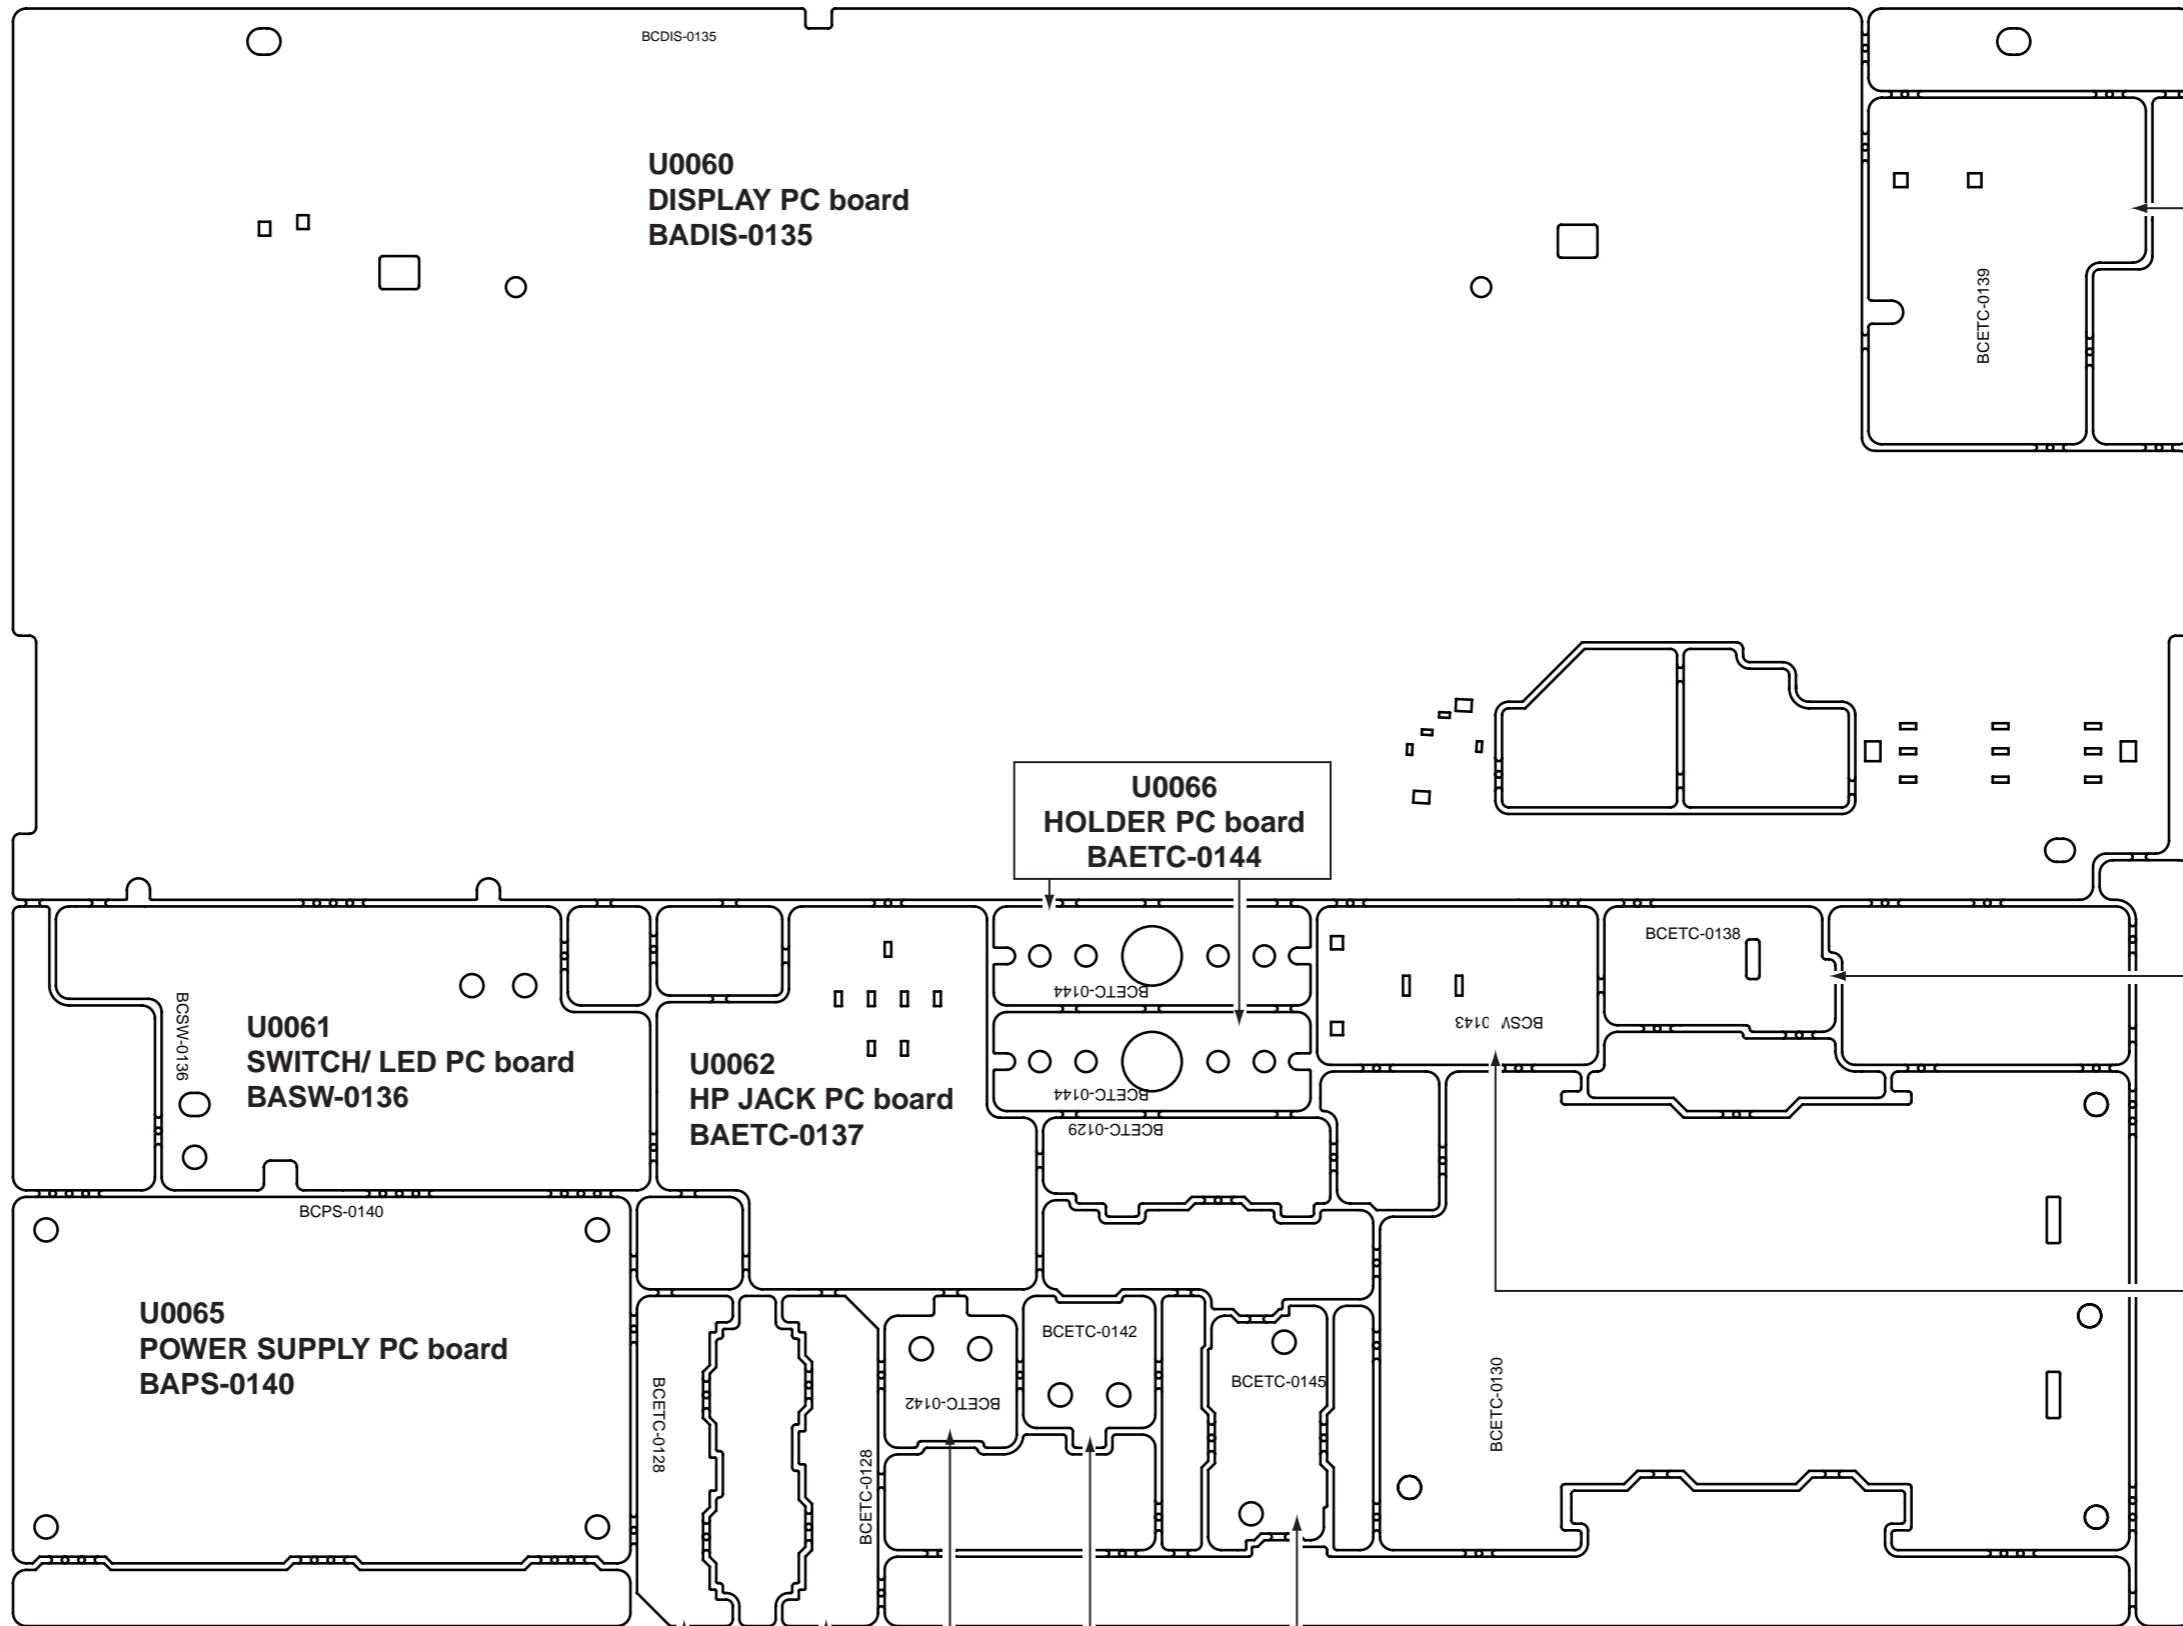 BCDIS-0135
U0060
DISPLAY PC board
BADIS-0135
BCETC-0139
U0066
HOLDER PC board
BAETC-0144
BCETC-0138
BCETC-0144
BCSW-0136
U0061
SWITCH/ LED PC board
BASW-0136
0143
U0062
HP JACK PC board
BAETC-0137
BCETC-0144
BCETC-0129
BCPS-0140
U0065
POWER SUPPLY PC board
BAPS-0140
BCETC-0142
BCETC-0145
BCETC-0142
BCETC-0130
BCETC-0128
BCETC-0128